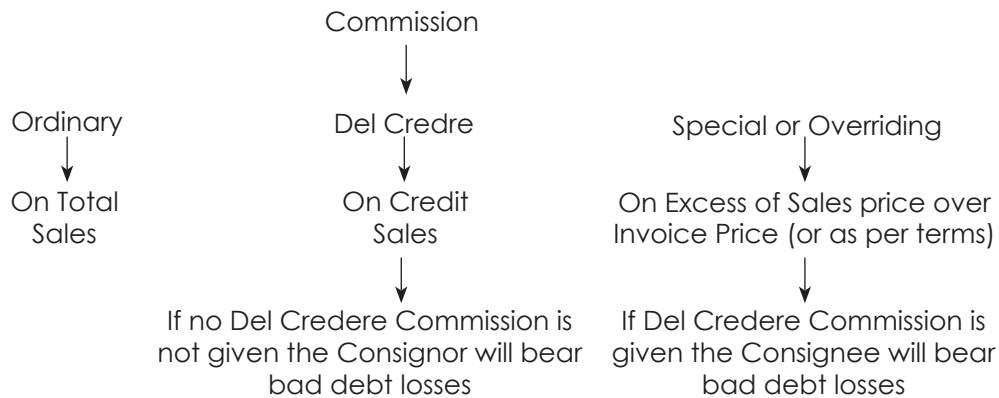 Commission
Ordinary
Del Credre
Special or Overriding
On Total
Sales
On Credit
Sales
On Excess of Sales price over
Invoice Price (or as per terms)
If no Del Credere Commission is
not given the Consignor will bear
bad debt losses
If Del Credere Commission is
given the Consignee will bear
bad debt losses